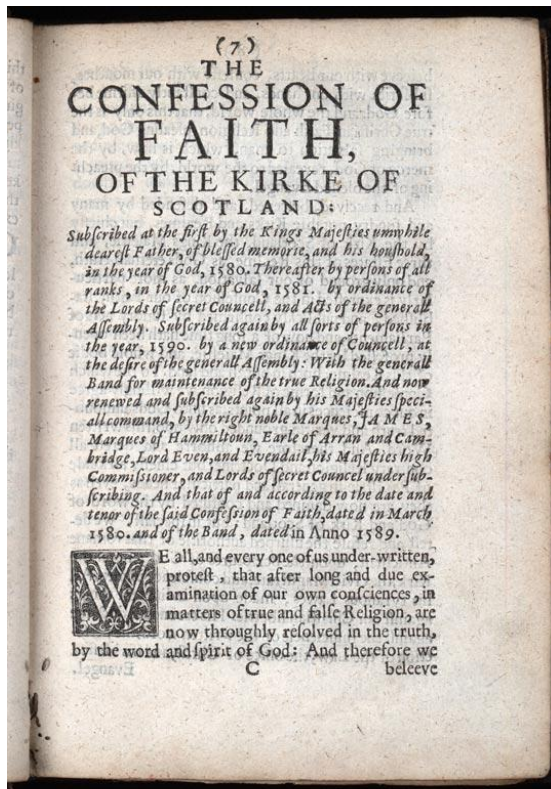 (7)
THE
CONFESSION OF
FAITH,
OF THE KIRKE OF
SCOTLAND:
Subſcribed at the firſt by the Kings Majeſties umwhile
deareſt Father, of bleſſed memorie, and his houſhold,
in the year of God, 1580. Thereafter by perſons of all
ranks, in the year of God, 1581. by ordinance of
the Lords of ſecret Councell, and Acts of the generall
Aſſembly. Subſcribed again by all ſorts of perſons in
the year, 1590. by a new ordinance of Councell, at
the deſire of the generall Aſſembly: With the generall
Band for maintenance of the true Religion. And now
renewed and ſubſcribed again by his Majeſties ſpeci-
all command, by the right noble Marques, JAMES,
Marques of Hammiltoun, Earle of Arran and Cam-
bridge, Lord Even, and Evendail, his Majeſties high
Commiſſioner, and Lords of ſecret Councel under ſub-
ſcribing. And that of and according to the date and
tenor of the ſaid Confeſſion of Faith, dated in March
1580. and of the Band, dated in Anno 1589.
WE all, and every one of us under-written,
proteſt, that after long and due ex-
amination of our own conſciences, in
matters of true and falſe Religion, are
now throughly reſolved in the truth,
by the word and ſpirit of God: And therefore we
C beleeve